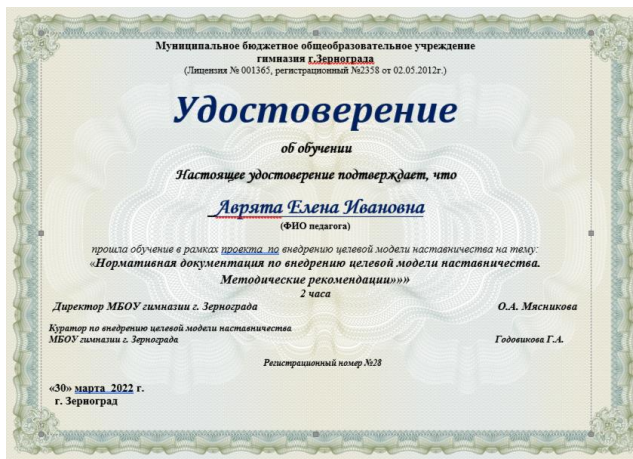 Муниципальное бюджетное общеобразовательное учреждение
гимназия г.Зернограда
(Лицензия № 001365, регистрационный №2358 от 02.05.2012г.)
Удостоверение
об обучении
Настоящее удостоверение подтверждает, что
Аврята Елена Ивановна
(ФИО педагога)
прошла обучение в рамках проекта по внедрению целевой модели наставничества на тему:
«Нормативная документация по внедрению целевой модели наставничества.
Методические рекомендации»»»
2 часа
Директор МБОУ гимназии г. Зернограда О.А. Мясникова
Куратор по внедрению целевой модели наставничества
МБОУ гимназии г. Зернограда Годовикова Г.А.
Регистрационный номер №28
«30» марта 2022 г.
г. Зерноград